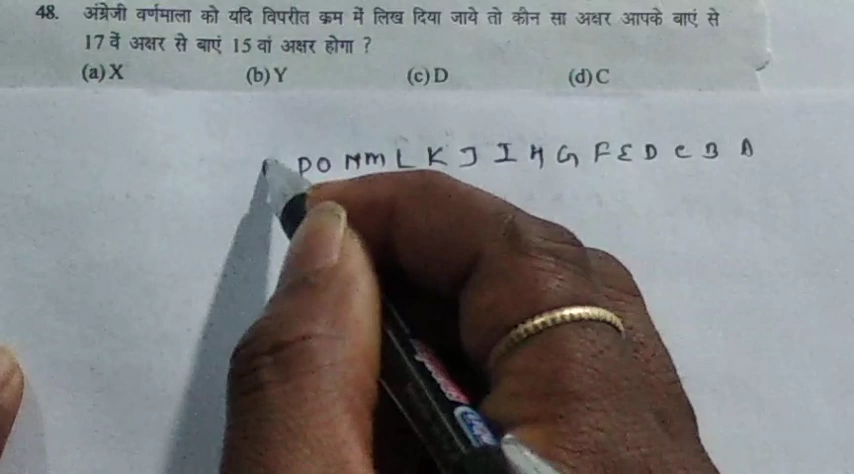 48. अंग्रेजी वर्णमाला को यदि विपरीत क्रम में लिख दिया जाये तो कौन सा अक्षर आपके बाएं से
17 वें अक्षर से बाएं 15 वां अक्षर होगा ?
(a) X (b) Y (c) D (d) C
P O N M L K J I H G F E D C B A